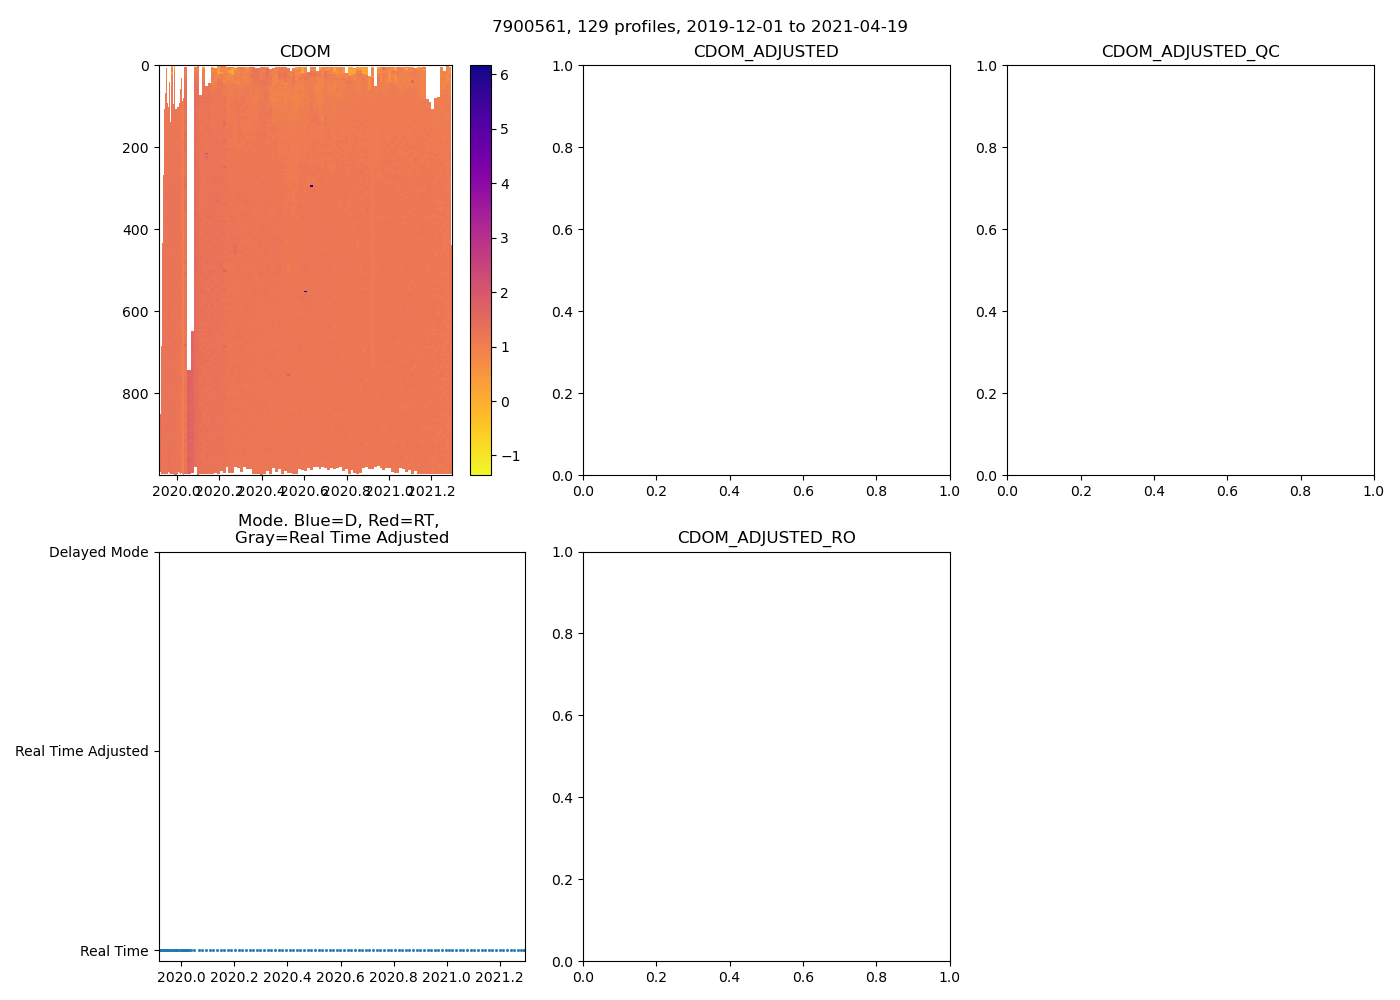 7900561, 129 profiles, 2019-12-01 to 2021-04-19
CDOM
CDOM_ADJUSTED
CDOM_ADJUSTED_QC
0
200
400
600
800
2020.0 2020.2 2020.4 2020.6 2020.8 2021.0 2021.2
6
5
4
3
2
1
0
−1
1.0
0.8
0.6
0.4
0.2
0.0
0.0 0.2 0.4 0.6 0.8 1.0
1.0
0.8
0.6
0.4
0.2
0.0
0.0 0.2 0.4 0.6 0.8 1.0
Mode. Blue=D, Red=RT,
Gray=Real Time Adjusted
Delayed Mode
Real Time Adjusted
Real Time
2020.0 2020.2 2020.4 2020.6 2020.8 2021.0 2021.2
CDOM_ADJUSTED_RO
1.0
0.8
0.6
0.4
0.2
0.0
0.0 0.2 0.4 0.6 0.8 1.0